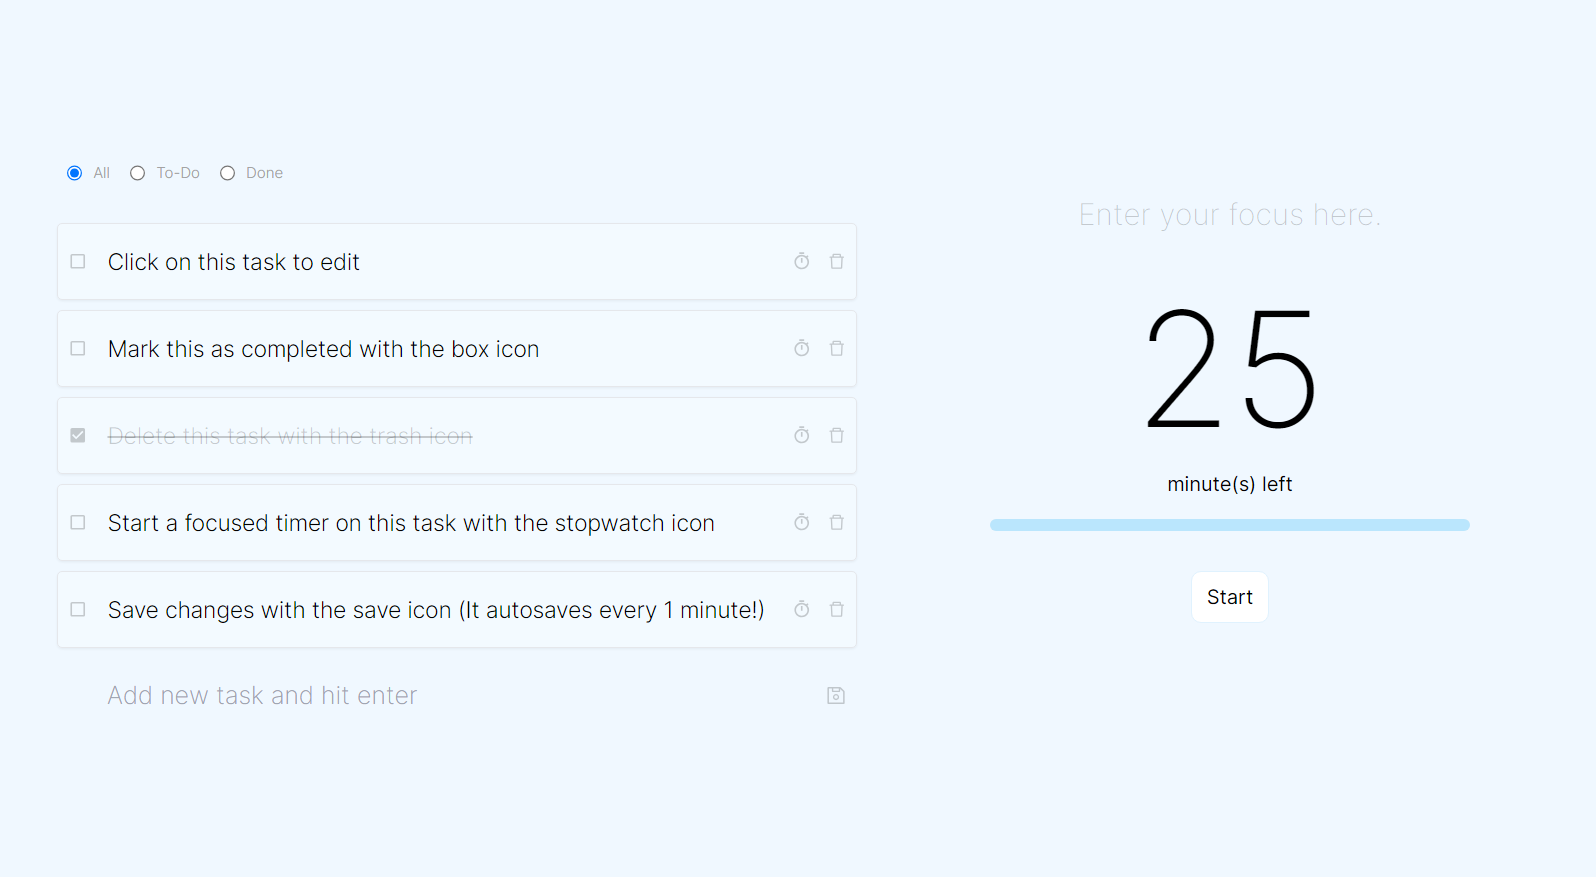 All To-Do Done
Click on this task to edit
Mark this as completed with the box icon
Delete this task with the trash icon
Start a focused timer on this task with the stopwatch icon
Save changes with the save icon (It autosaves every 1 minute!)
Add new task and hit enter
Enter your focus here.
25
minute(s) left
Start